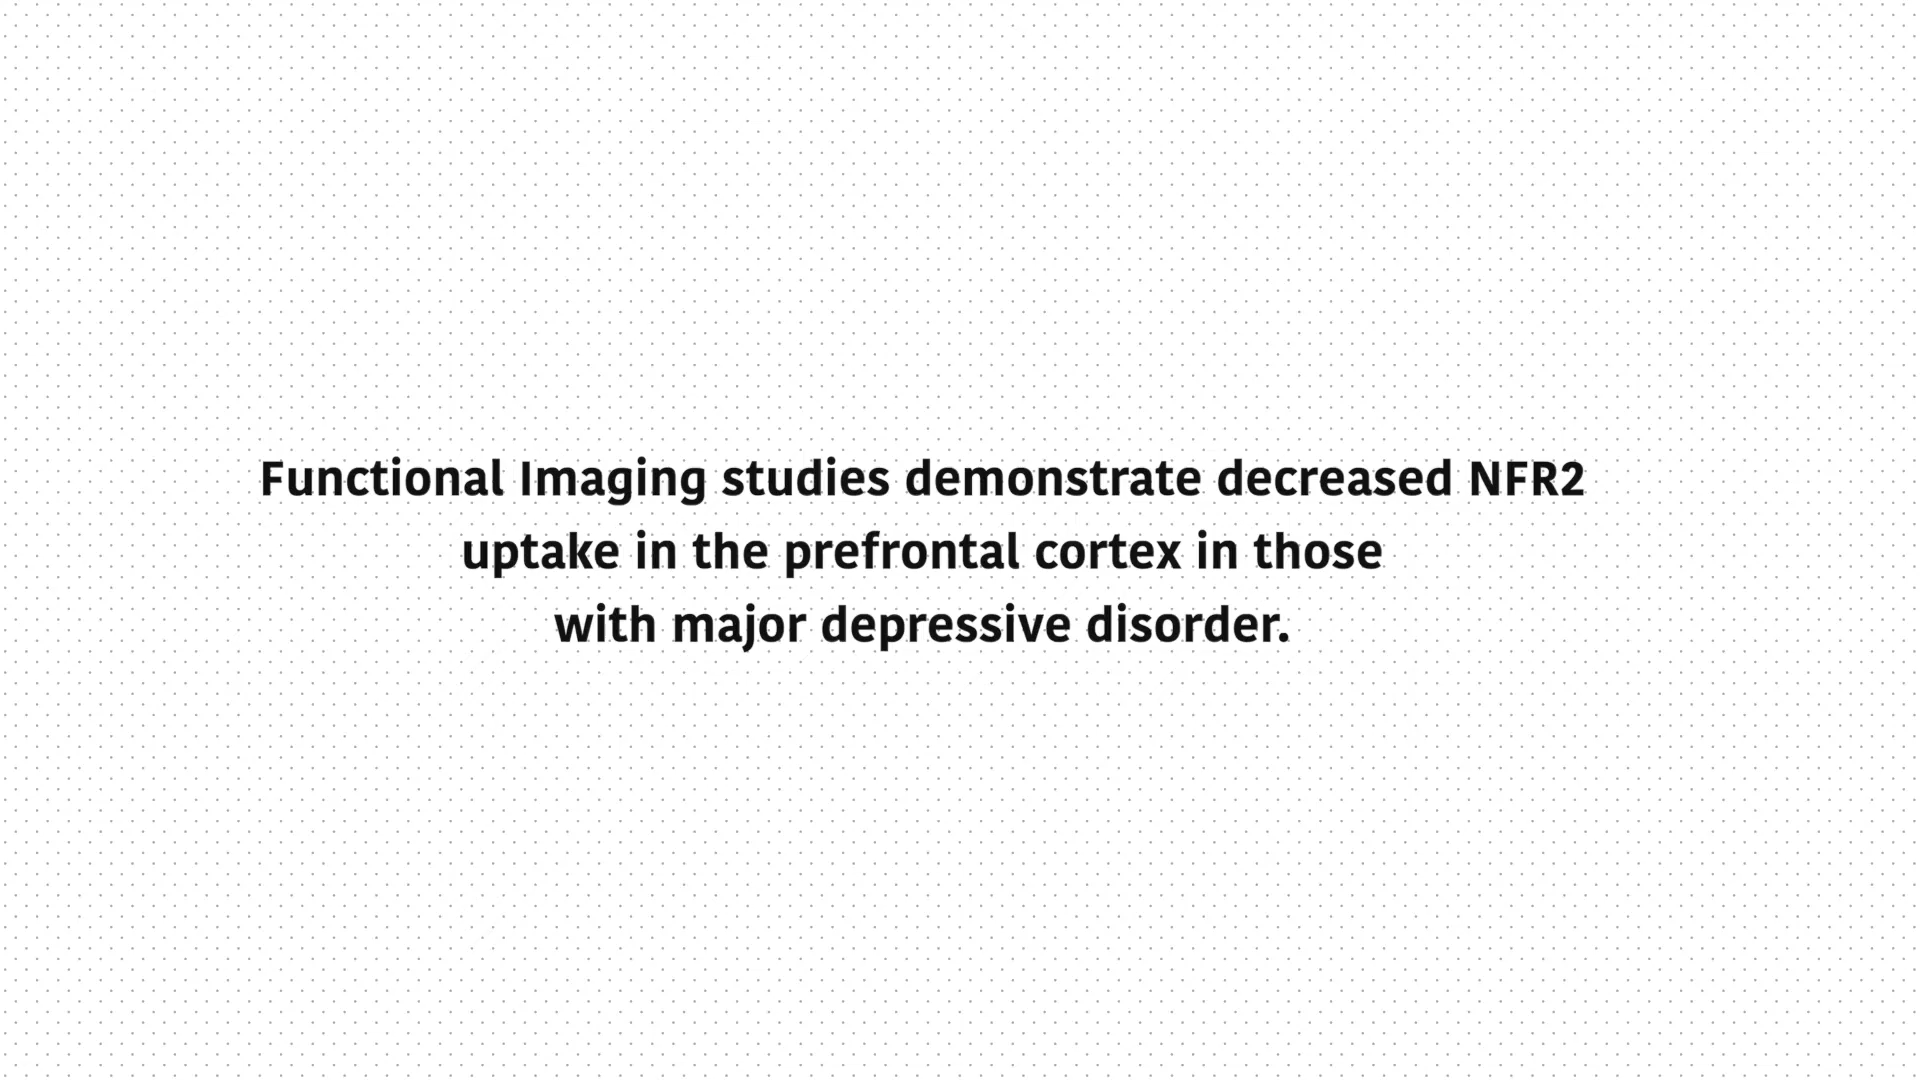 Functional Imaging studies demonstrate decreased NFR2
uptake in the prefrontal cortex in those
with major depressive disorder.